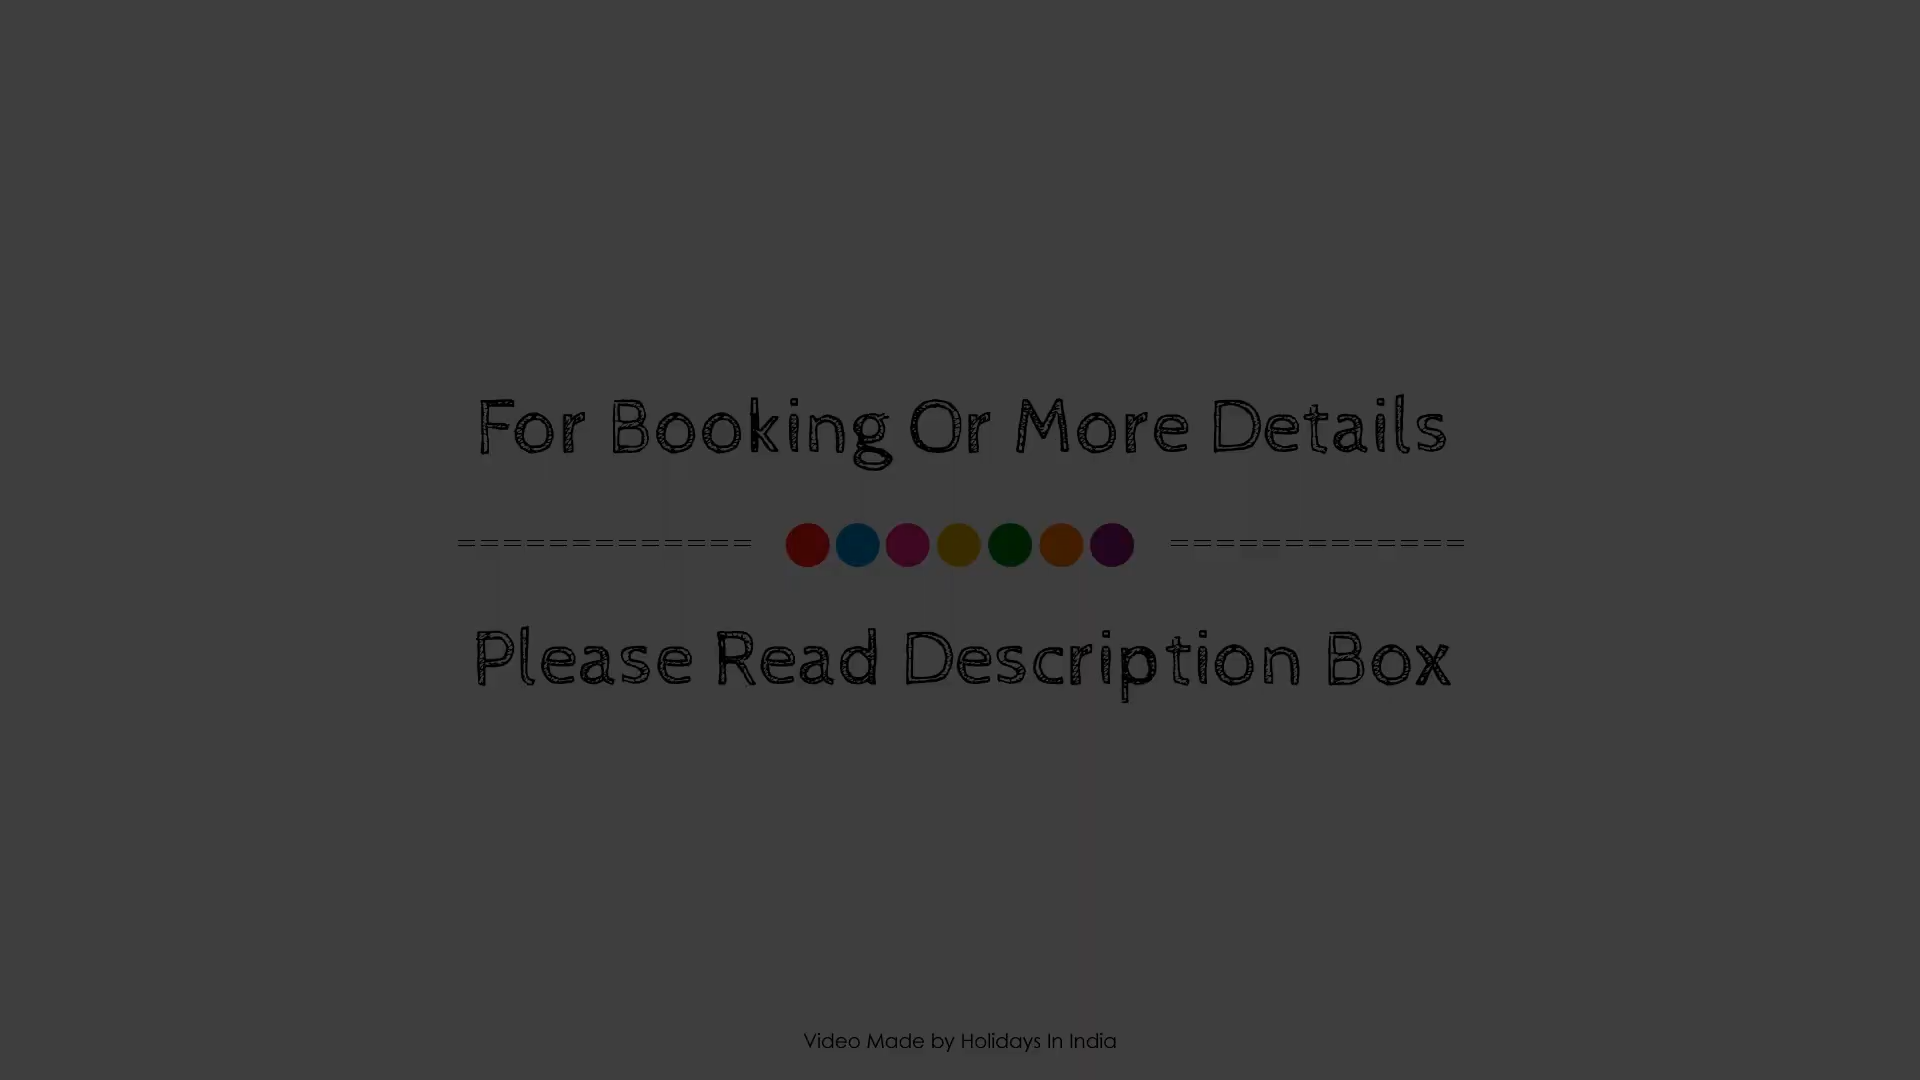 For Booking Or More Details
============= =============
Please Read Description Box
Video Made by Holidays In India